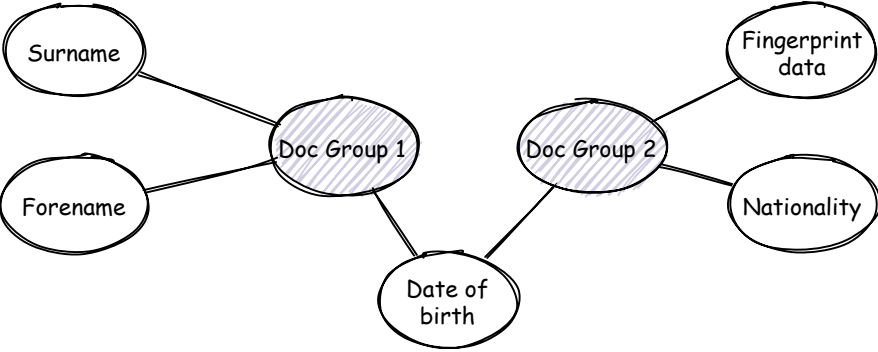 Surname
Fingerprint
data
Doc Group 1
Doc Group 2
Forename
Nationality
Date of
birth